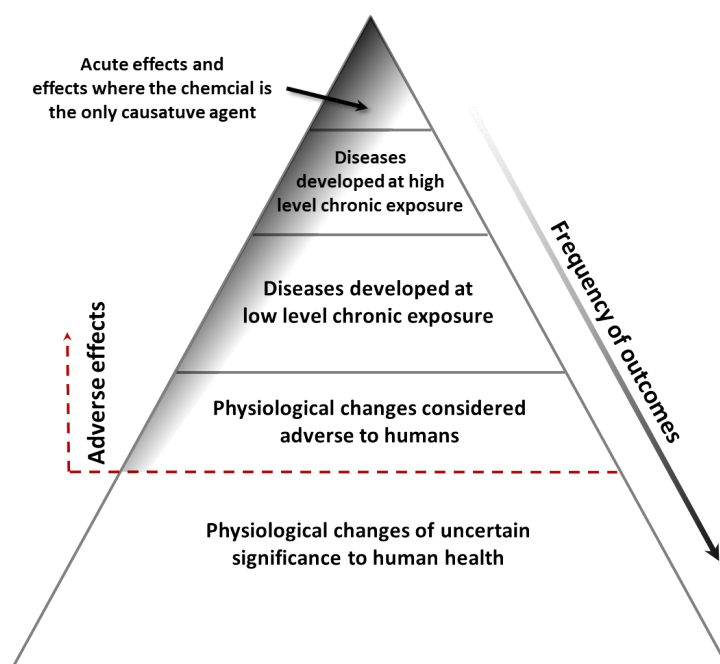 Acute effects and
effects where the chemcial is
the only causatuve agent
Diseases
developed at high
level chronic exposure
Diseases developed at
low level chronic exposure
Physiological changes considered
adverse to humans
Physiological changes of uncertain
significance to human health
Adverse effects
Frequency of outcomes